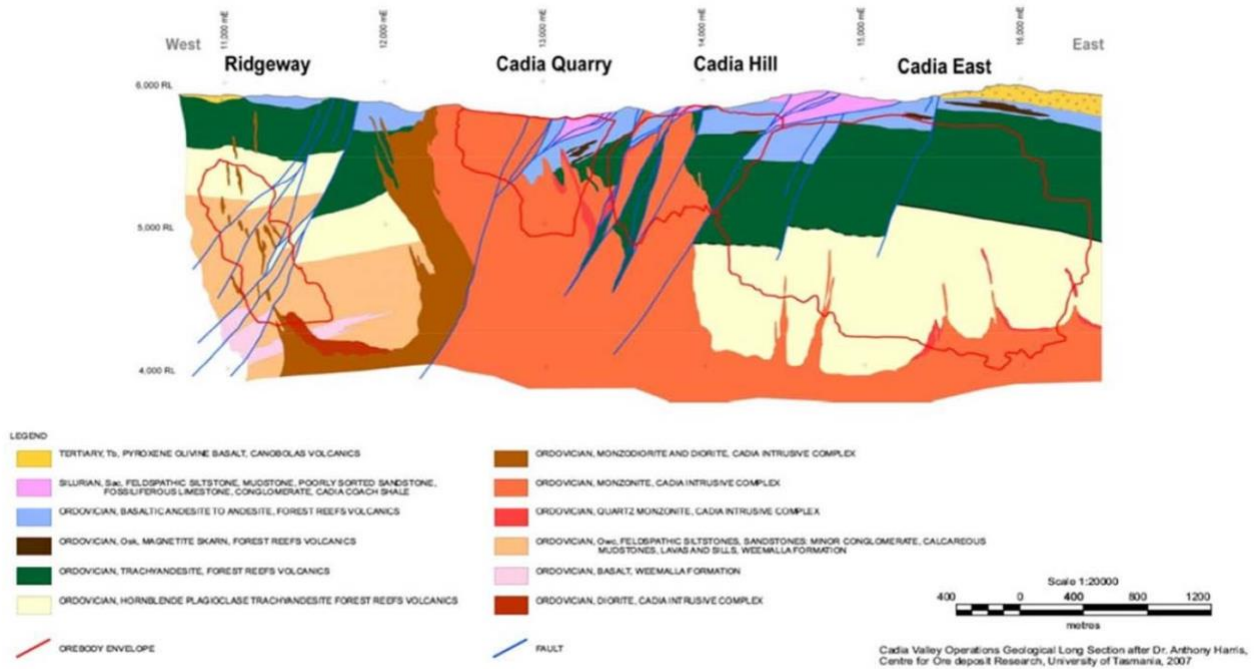 11,000 mE
12,000 mE
13,000 mE
14,000 mE
15,000 mE
16,000 mE
West
East
Ridgeway
Cadia Quarry
Cadia Hill
Cadia East
6,000 RL
5,000 RL
4,000 RL
LEGEND
TERTIARY, Tb, PYROXENE OLIVINE BASALT, CANOBOLAS VOLCANICS
SILURIAN, Sac, FELDSPATHIC SILTSTONE, MUDSTONE, POORLY SORTED SANDSTONE,
FOSSILIFEROUS LIMESTONE, CONGLOMERATE, CADIA COACH SHALE
ORDOVICIAN, BASALTIC ANDESITE TO ANDESITE, FOREST REEFS VOLCANICS
ORDOVICIAN, Osk, MAGNETITE SKARN, FOREST REEFS VOLCANICS
ORDOVICIAN, TRACHYANDESITE, FOREST REEFS VOLCANICS
ORDOVICIAN, HORNBLENDE PLAGIOCLASE TRACHYANDESITE FOREST REEFS VOLCANICS
OREBODY ENVELOPE
ORDOVICIAN, MONZODIORITE AND DIORITE, CADIA INTRUSIVE COMPLEX
ORDOVICIAN, MONZONITE, CADIA INTRUSIVE COMPLEX
ORDOVICIAN, QUARTZ MONZONITE, CADIA INTRUSIVE COMPLEX
ORDOVICIAN, Owc, FELDSPATHIC SILTSTONES, SANDSTONES: MINOR CONGLOMERATE, CALCAREOUS
MUDSTONES, LAVAS AND SILLS, WEEMALLA FORMATION
ORDOVICIAN, BASALT, WEEMALLA FORMATION
ORDOVICIAN, DIORITE, CADIA INTRUSIVE COMPLEX
FAULT
Scale 1:20000
400 0 400 800 1200
metres
Cadia Valley Operations Geological Long Section after Dr. Anthony Harris,
Centre for Ore deposit Research, University of Tasmania, 2007